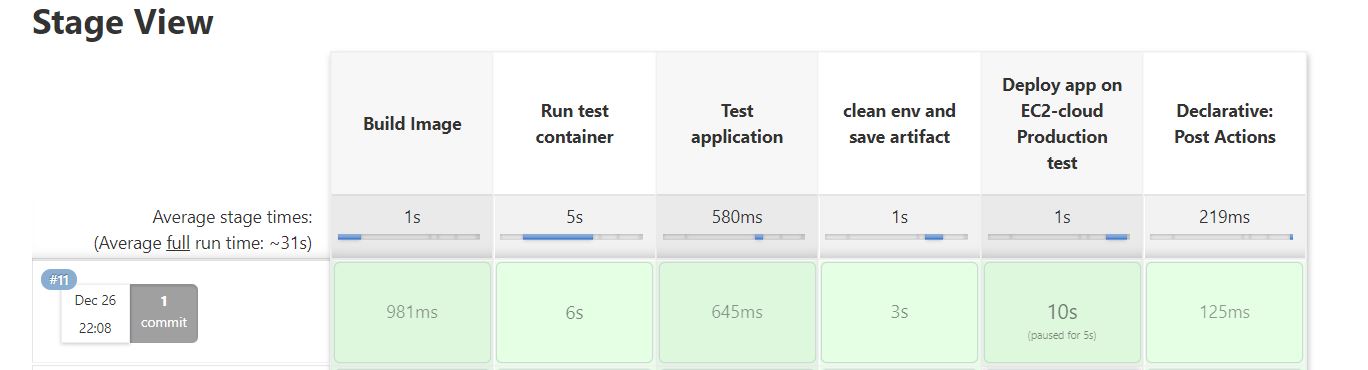 Stage View
Build Image
Run test
container
Test
application
clean env and
save artifact
Deploy app on
EC2-cloud
Production
test
Declarative:
Post Actions
Average stage times:
(Average full run time: ~31s)
1s
5s
580ms
1s
1s
219ms
#11
Dec 26
22:08
1
commit
981ms
6s
645ms
3s
10s
(paused for 5s)
125ms